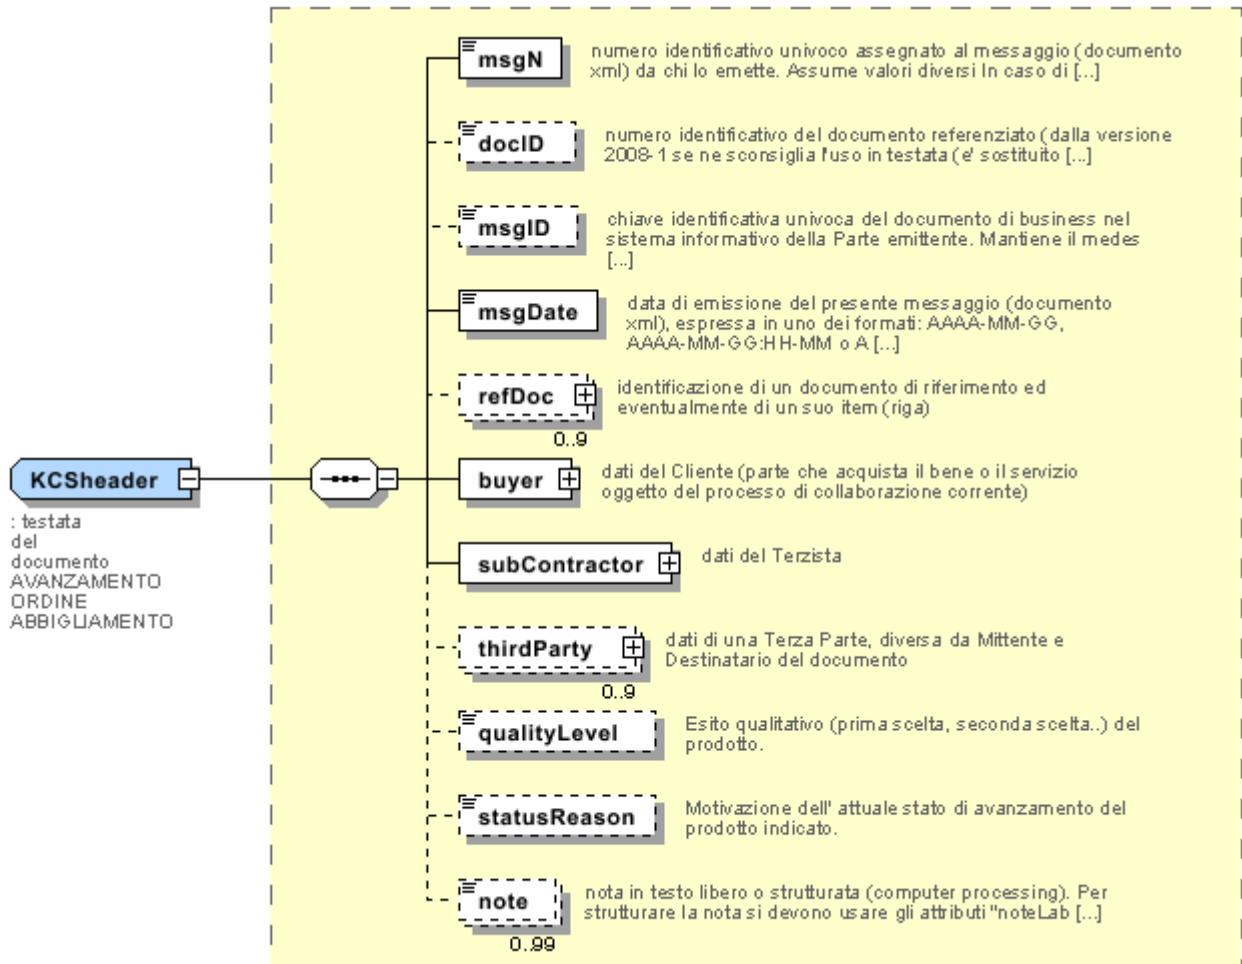 msgN
numero identificativo univoco assegnato al messaggio (documento
xml) da chi lo emette. Assume valori diversi In caso di [...]
docID
numero identificativo del documento referenziato (dalla versione
2008-1 se ne sconsiglia l'uso in testata (e' sostituito [...]
msgID
chiave identificativa univoca del documento di business nel
sistema informativo della Parte emittente. Mantiene il medes
[...]
msgDate
data di emissione del presente messaggio (documento
xml), espressa in uno dei formati: AAAA-MM-GG,
AAAA-MM-GG:HH-MM o A [...]
refDoc
identificazione di un documento di riferimento ed
eventualmente di un suo item (riga)
0..9
KCSheader
: testata
del
documento
AVANZAMENTO
ORDINE
ABBIGLIAMENTO
buyer
dati del Cliente (parte che acquista il bene o il servizio
oggetto del processo di collaborazione corrente)
subContractor
dati del Terzista
thirdParty
dati di una Terza Parte, diversa da Mittente e
Destinatario del documento
0..9
qualityLevel
Esito qualitativo (prima scelta, seconda scelta..) del
prodotto.
statusReason
Motivazione dell' attuale stato di avanzamento del
prodotto indicato.
note
nota in testo libero o strutturata (computer processing). Per
strutturare la nota si devono usare gli attributi "noteLab [...]
0..99